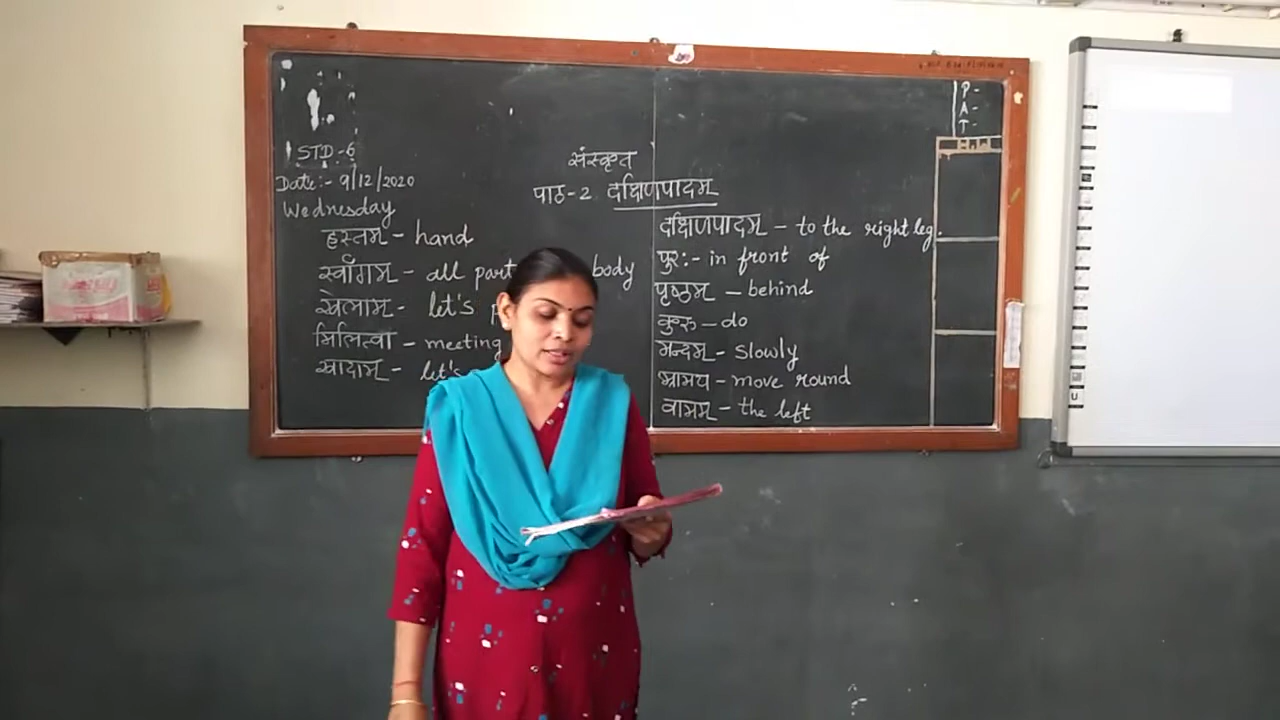 STD.-6
Date:- 9/12/2020
Wednesday
संस्कृत
पाठ-2 दक्षिणपादम्
हस्तम् - hand
स्वाँगम् - all part body
खेलाम् - let's
मिलित्वा - meeting
खादाम् - let's
दक्षिणपादम् - to the right leg.
पुरः - in front of
पृष्ठम् - behind
कुरु - do
मन्दम् - slowly
भ्रामय - move round
वामम् - the left
P-
A-
T-
U